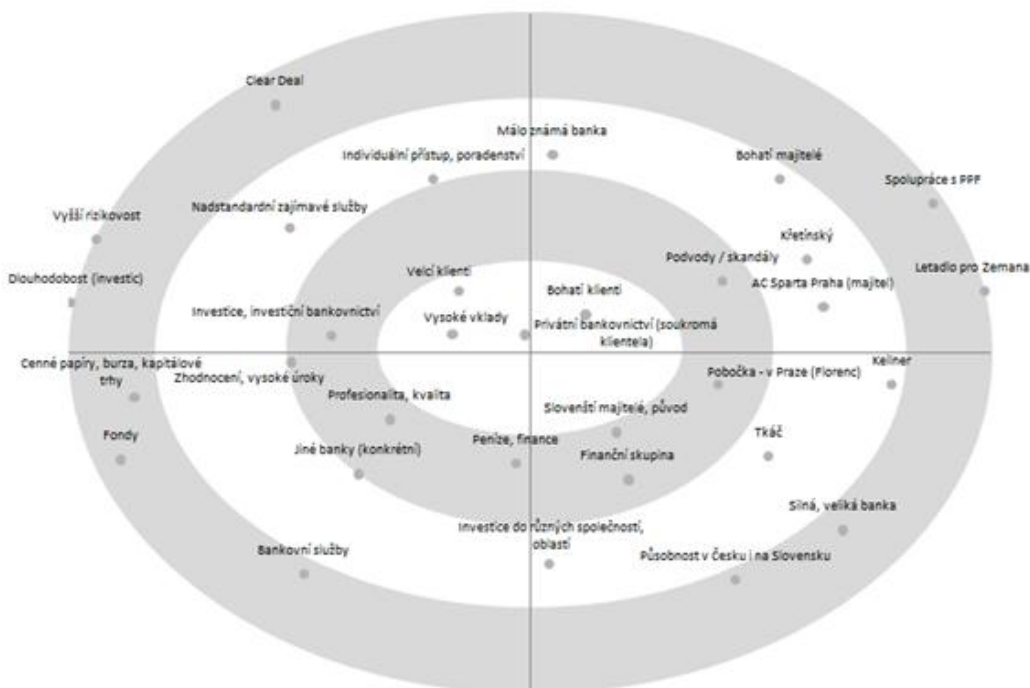 Clear Deal
Málo známá banka
Individuální přístup, poradenství
Bohatí majitelé
Spolupráce s PPF
Nadstandardní zajímavé služby
Vyšší rizikovost
Křetínský
Podvody / skandály
Letadlo pro Zemana
Velcí klienti
Dlouhodobost (investic)
AC Sparta Praha (majitel)
Bohatí klienti
Investice, investiční bankovnictví
Vysoké vklady
Privátní bankovnictví (soukromá
klientela)
Cenné papíry, burza, kapitálové
trhy
Kellner
Pobočka - v Praze (Florenc)
Zhodnocení, vysoké úroky
Profesionalita, kvalita
Slovenští majitelé, původ
Fondy
Tkáč
Peníze, finance
Jiné banky (konkrétní)
Finanční skupina
Silná, veliká banka
Investice do různých společností,
oblastí
Bankovní služby
Působnost v Česku i na Slovensku